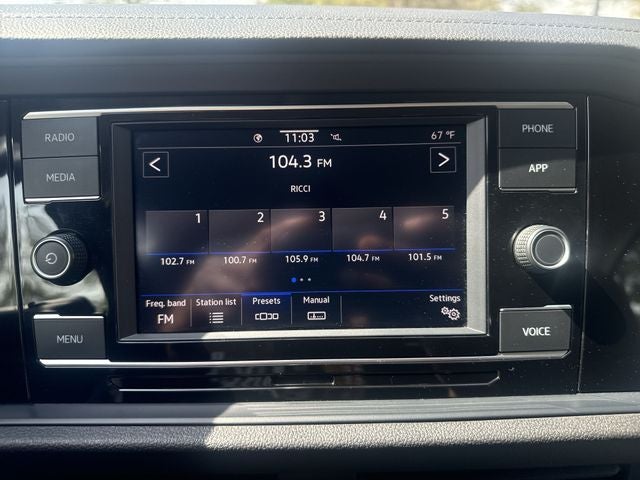 RADIO
MEDIA
MENU
11:03
67 °F
104.3 FM
RICCI
1
2
3
4
5
102.7 FM
100.7 FM
105.9 FM
104.7 FM
101.5 FM
Freq. band
FM
Station list
Presets
Manual
Settings
PHONE
APP
VOICE